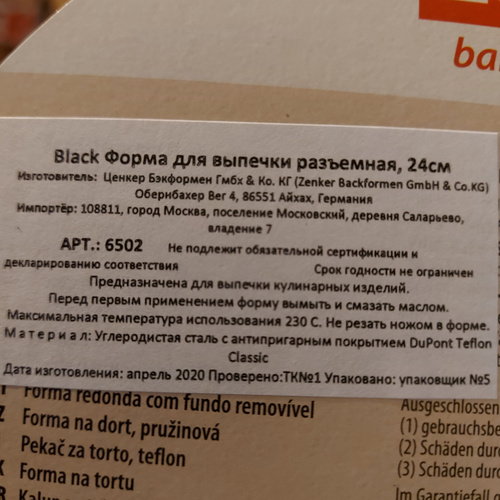 ba
Black Форма для выпечки разъемная, 24см
Изготовитель: Ценкер Бэкформен Гмбх & Ко. КГ (Zenker Backformen GmbH & Co.KG)
Обернбахер Вег 4, 86551 Айхах, Германия
Импортёр: 108811, город Москва, поселение Московский, деревня Саларьево,
владение 7
АРТ.: 6502 Не подлежит обязательной сертификации и
декларированию соответствия Срок годности не ограничен
Предназначена для выпечки кулинарных изделий.
Перед первым применением форму вымыть и смазать маслом.
Максимальная температура использования 230 С. Не резать ножом в форме.
Материал: Углеродистая сталь с антипригарным покрытием DuPont Teflon
Classic
Дата изготовления: апрель 2020 Проверено:ТК№1 Упаковано: упаковщик №5
Forma redonda com fundo removível
Z Forma na dort, pružinová
Pekač za torto, teflon
K Forma na tortu
Ausgeschlossen
(1) gebrauchsbe
(2) Schäden dur
(3) Schäden dur
Im Garantiefall